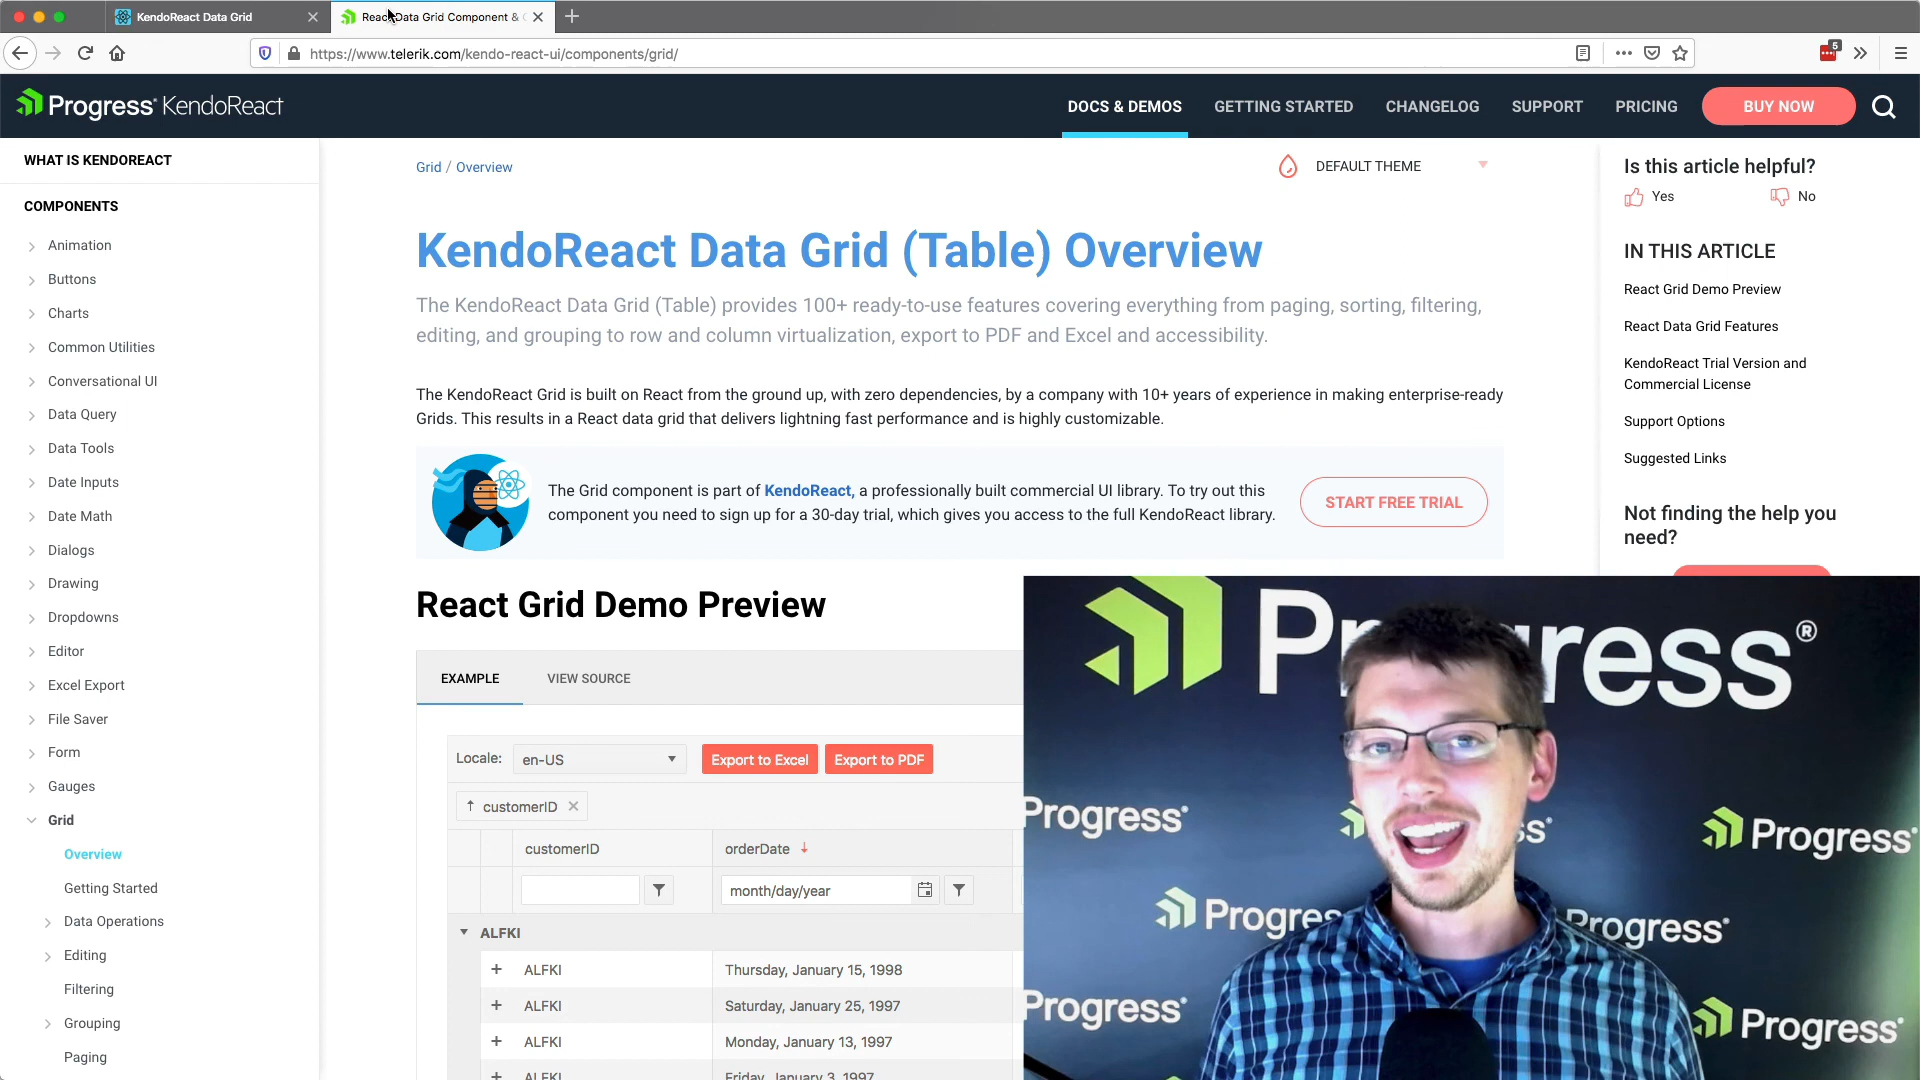 KendoReact Data Grid
React Data Grid Component &
https://www.telerik.com/kendo-react-ui/components/grid/
5
Progress KendoReact
DOCS & DEMOS
GETTING STARTED
CHANGELOG
SUPPORT
PRICING
BUY NOW
WHAT IS KENDOREACT
COMPONENTS
Animation
Buttons
Charts
Common Utilities
Conversational UI
Data Query
Data Tools
Date Inputs
Date Math
Dialogs
Drawing
Dropdowns
Editor
Excel Export
File Saver
Form
Gauges
Grid
Overview
Getting Started
Data Operations
Editing
Filtering
Grouping
Paging
Grid / Overview
DEFAULT THEME
KendoReact Data Grid (Table) Overview
The KendoReact Data Grid (Table) provides 100+ ready-to-use features covering everything from paging, sorting, filtering,
editing, and grouping to row and column virtualization, export to PDF and Excel and accessibility.
The KendoReact Grid is built on React from the ground up, with zero dependencies, by a company with 10+ years of experience in making enterprise-ready
Grids. This results in a React data grid that delivers lightning fast performance and is highly customizable.
The Grid component is part of KendoReact, a professionally built commercial UI library. To try out this
component you need to sign up for a 30-day trial, which gives you access to the full KendoReact library.
START FREE TRIAL
React Grid Demo Preview
EXAMPLE
VIEW SOURCE
Locale:
en-US
Export to Excel
Export to PDF
customerID
customerID
orderDate
month/day/year
ALFKI
ALFKI
Thursday, January 15, 1998
ALFKI
Saturday, January 25, 1997
ALFKI
Monday, January 13, 1997
ALFKI
Friday, January 3, 1997
Is this article helpful?
Yes
No
IN THIS ARTICLE
React Grid Demo Preview
React Data Grid Features
KendoReact Trial Version and
Commercial License
Support Options
Suggested Links
Not finding the help you
need?
Pr ress®
Progress
s
Progress
Progres
Progress
Progress
Progress